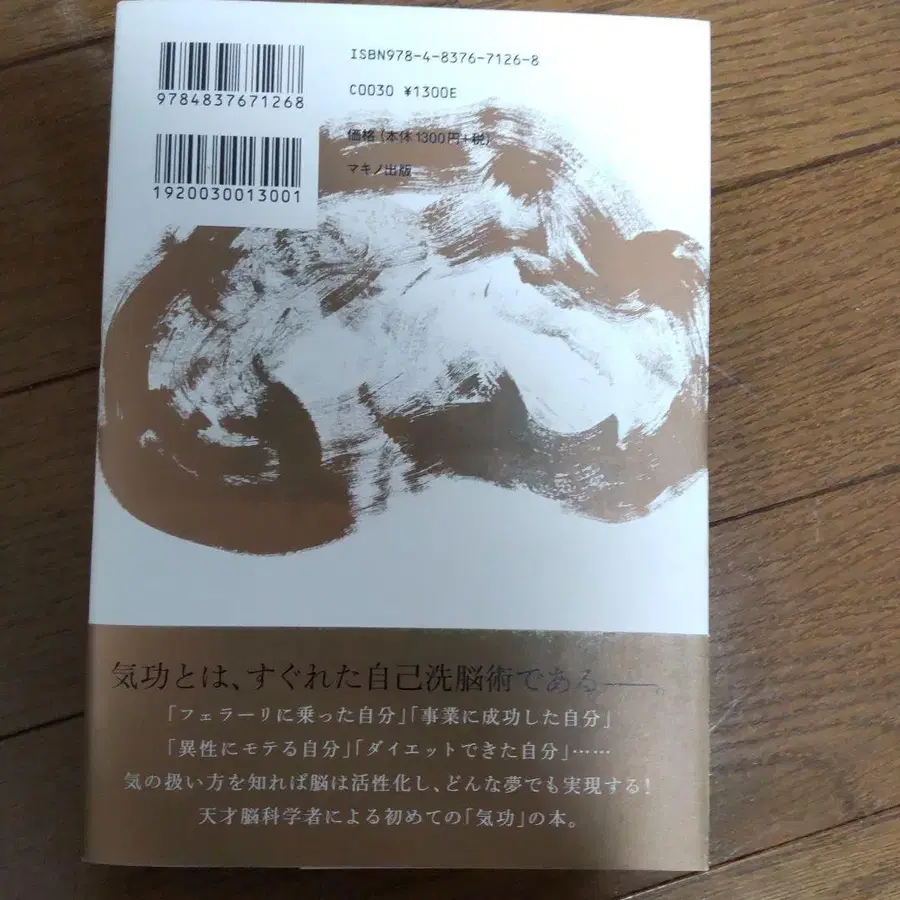 ISBN978-4-8376-7126-8
9784837671268
C0030 ¥1300E
価格(本体1300円+税)
マキノ出版
1920030013001
気功とは、すぐれた自己洗脳術である――。
「フェラーリに乗った自分」「事業に成功した自分」
「異性にモテる自分」「ダイエットできた自分」……
気の扱い方を知れば脳は活性化し、どんな夢でも実現する!
天才脳科学者による初めての「気功」の本。